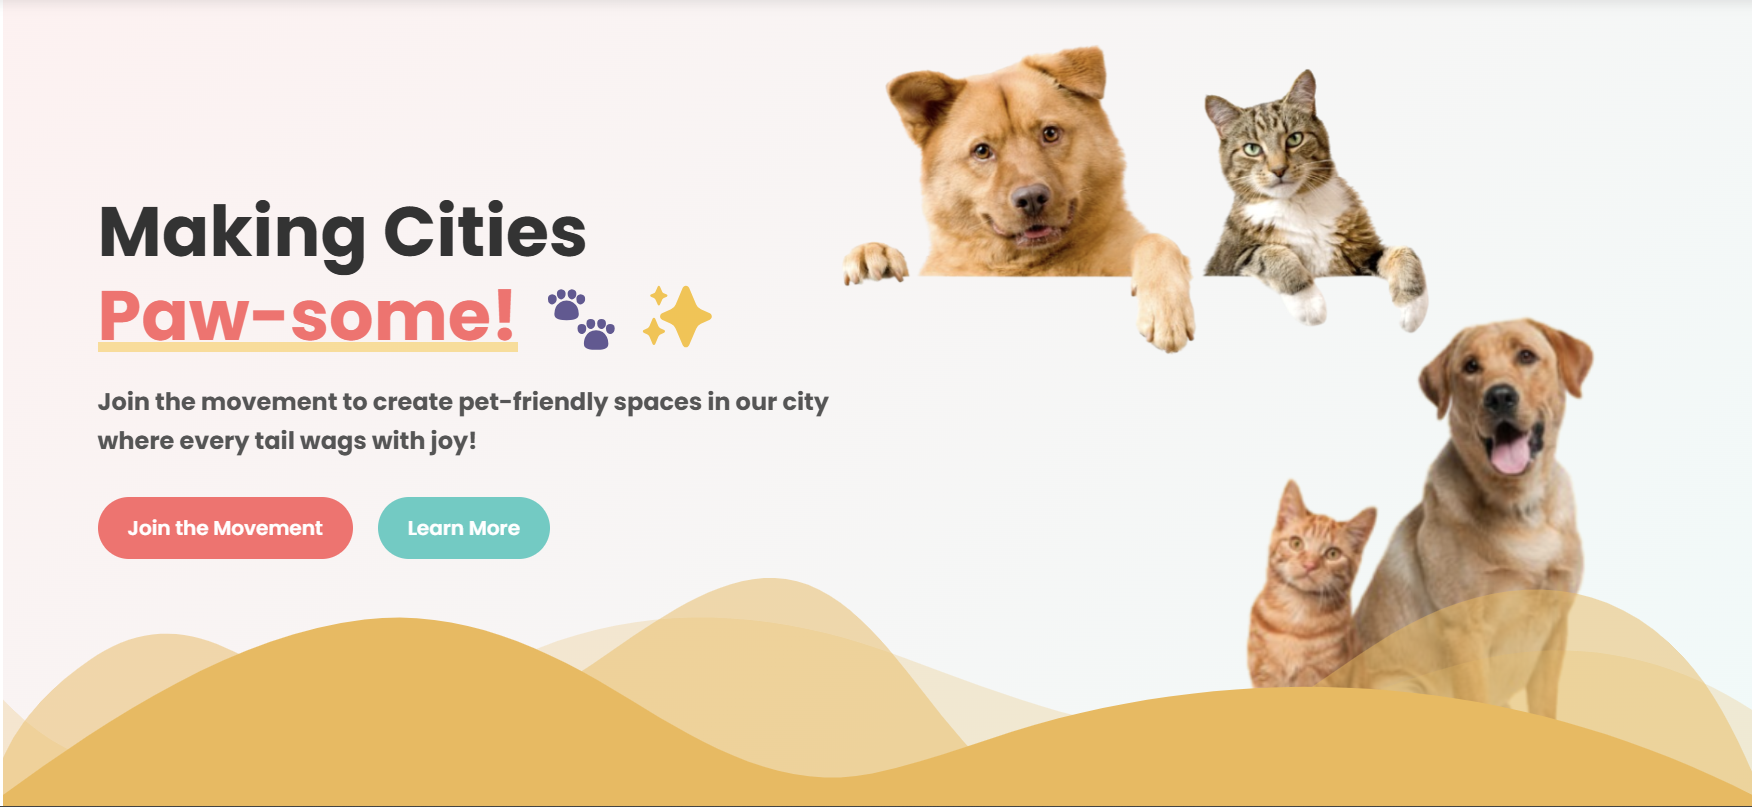 Making Cities
Paw-some!
Join the movement to create pet-friendly spaces in our city
where every tail wags with joy!
Join the Movement
Learn More